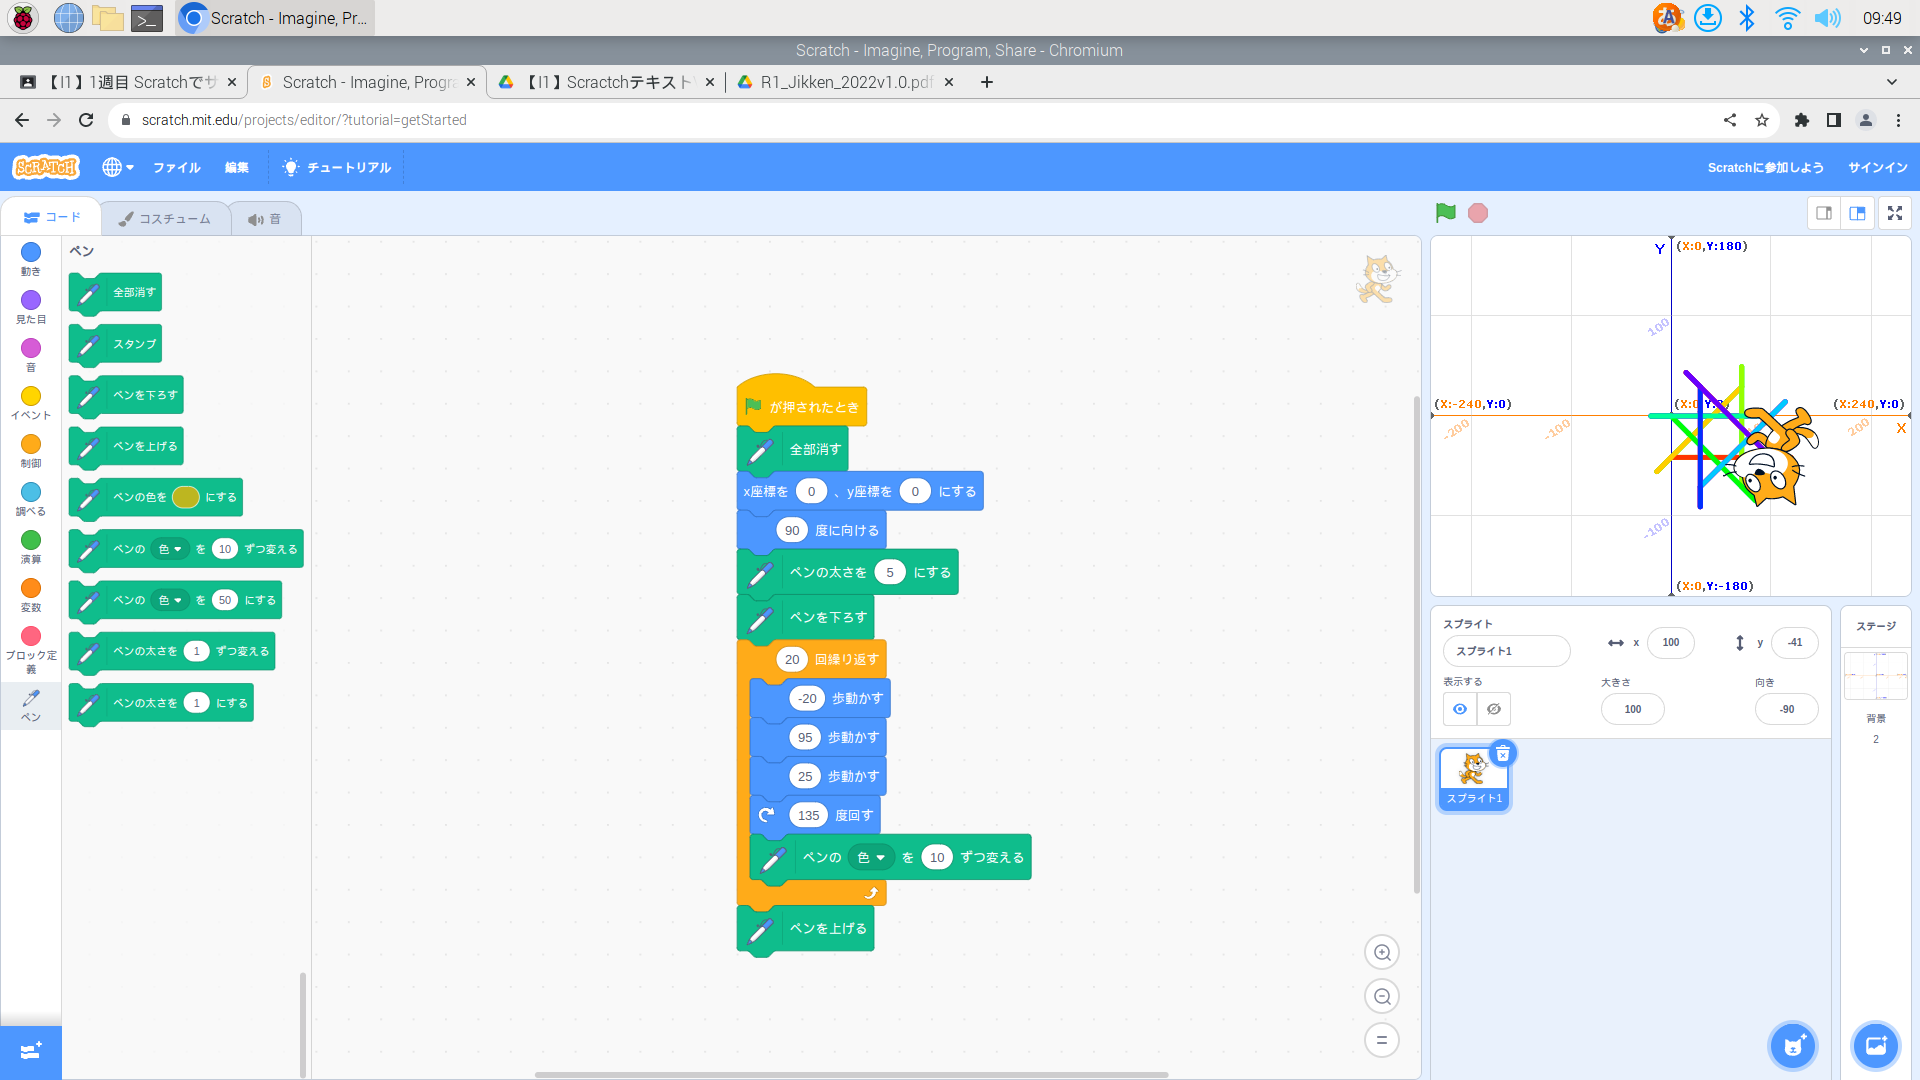 Scratch - Imagine, Pr...
09:49
Scratch - Imagine, Program, Share - Chromium
【I1】1週目 Scratchでサ
Scratch - Imagine, Progra
【I1】Scractchテキスト
R1_Jikken_2022v1.0.pdf
scratch.mit.edu/projects/editor/?tutorial=getStarted
SCRATCH
ファイル
編集
チュートリアル
Scratchに参加しよう
サインイン
コード
コスチューム
音
動き
見た目
音
イベント
制御
調べる
演算
変数
ブロック定
義
ペン
ペン
全部消す
スタンプ
ペンを下ろす
ペンを上げる
ペンの色を にする
ペンの 色 を 10 ずつ変える
ペンの 色 を 50 にする
ペンの太さを 1 ずつ変える
ペンの太さを 1 にする
が押されたとき
全部消す
x座標を 0 、y座標を 0 にする
90 度に向ける
ペンの太さを 5 にする
ペンを下ろす
20 回繰り返す
-20 歩動かす
95 歩動かす
25 歩動かす
135 度回す
ペンの 色 を 10 ずつ変える
ペンを上げる
Y (X:0,Y:180)
100
(X:-240,Y:0)
(X:0,Y:0)
(X:240,Y:0)
-200
-100
200
X
-100
(X:0,Y:-180)
スプライト
スプライト1
x 100
y -41
表示する
大きさ
100
向き
-90
スプライト1
ステージ
背景
2